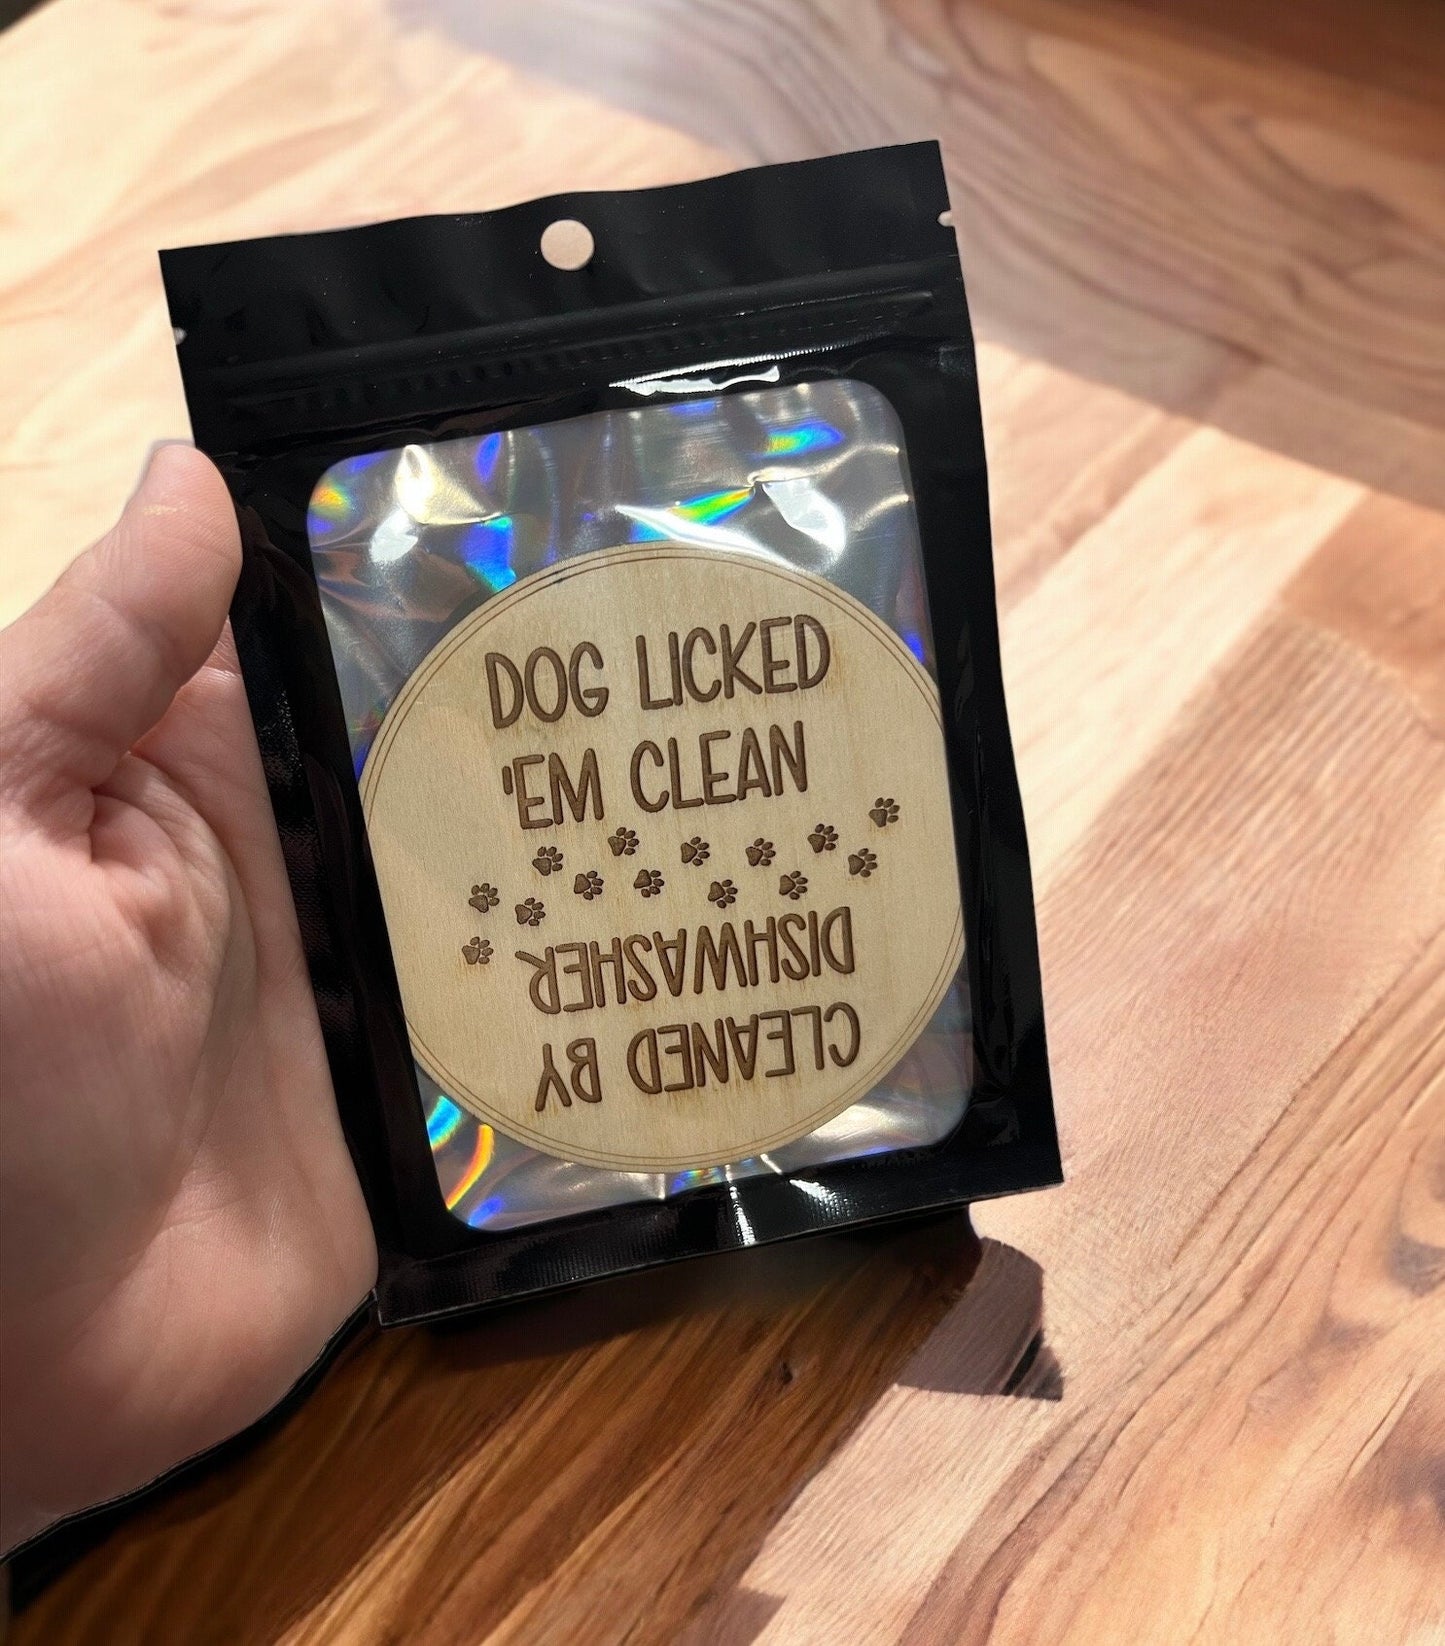 DOG LICKED
'EM CLEAN
CLEANED BY
DISHWASHER